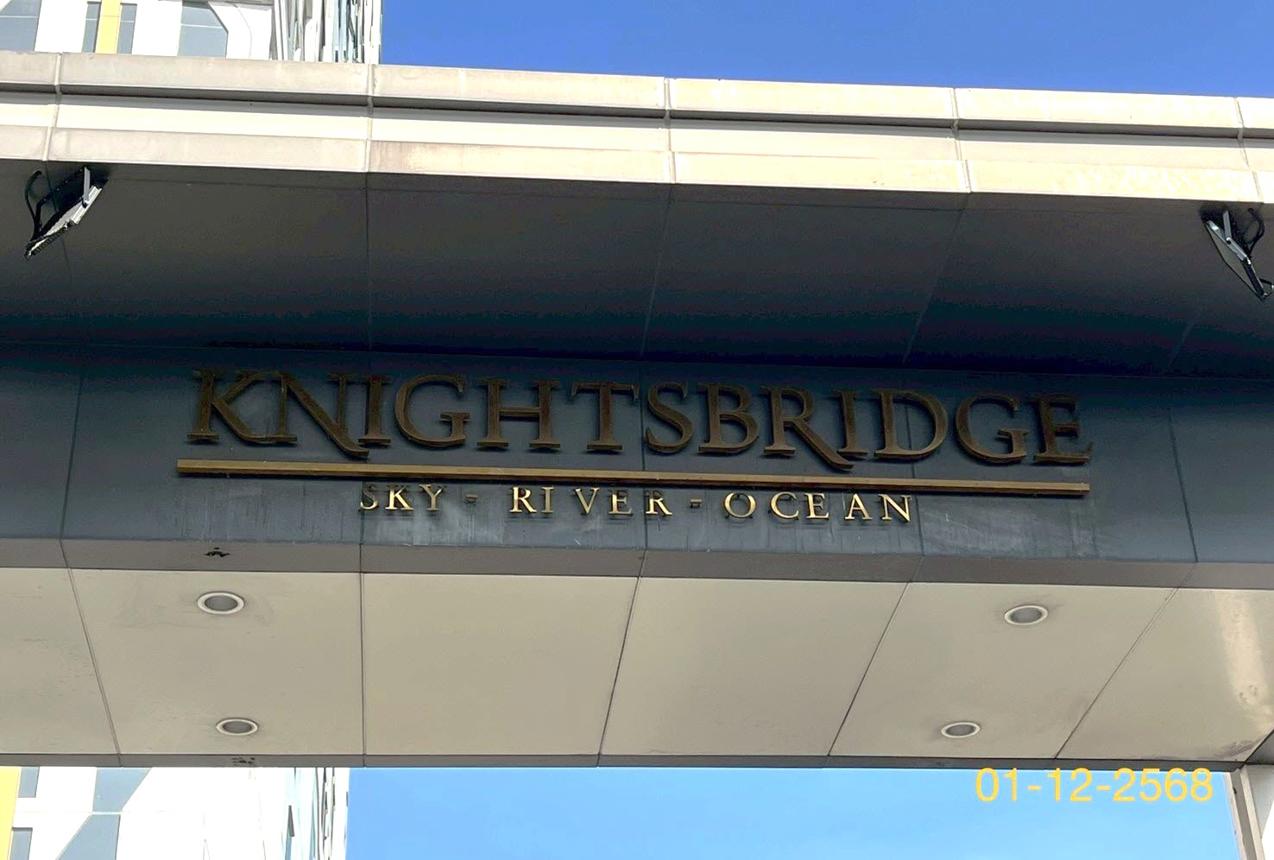 KNIGHTSBRIDGE
SKY - RIVER - OCEAN
01-12-2568